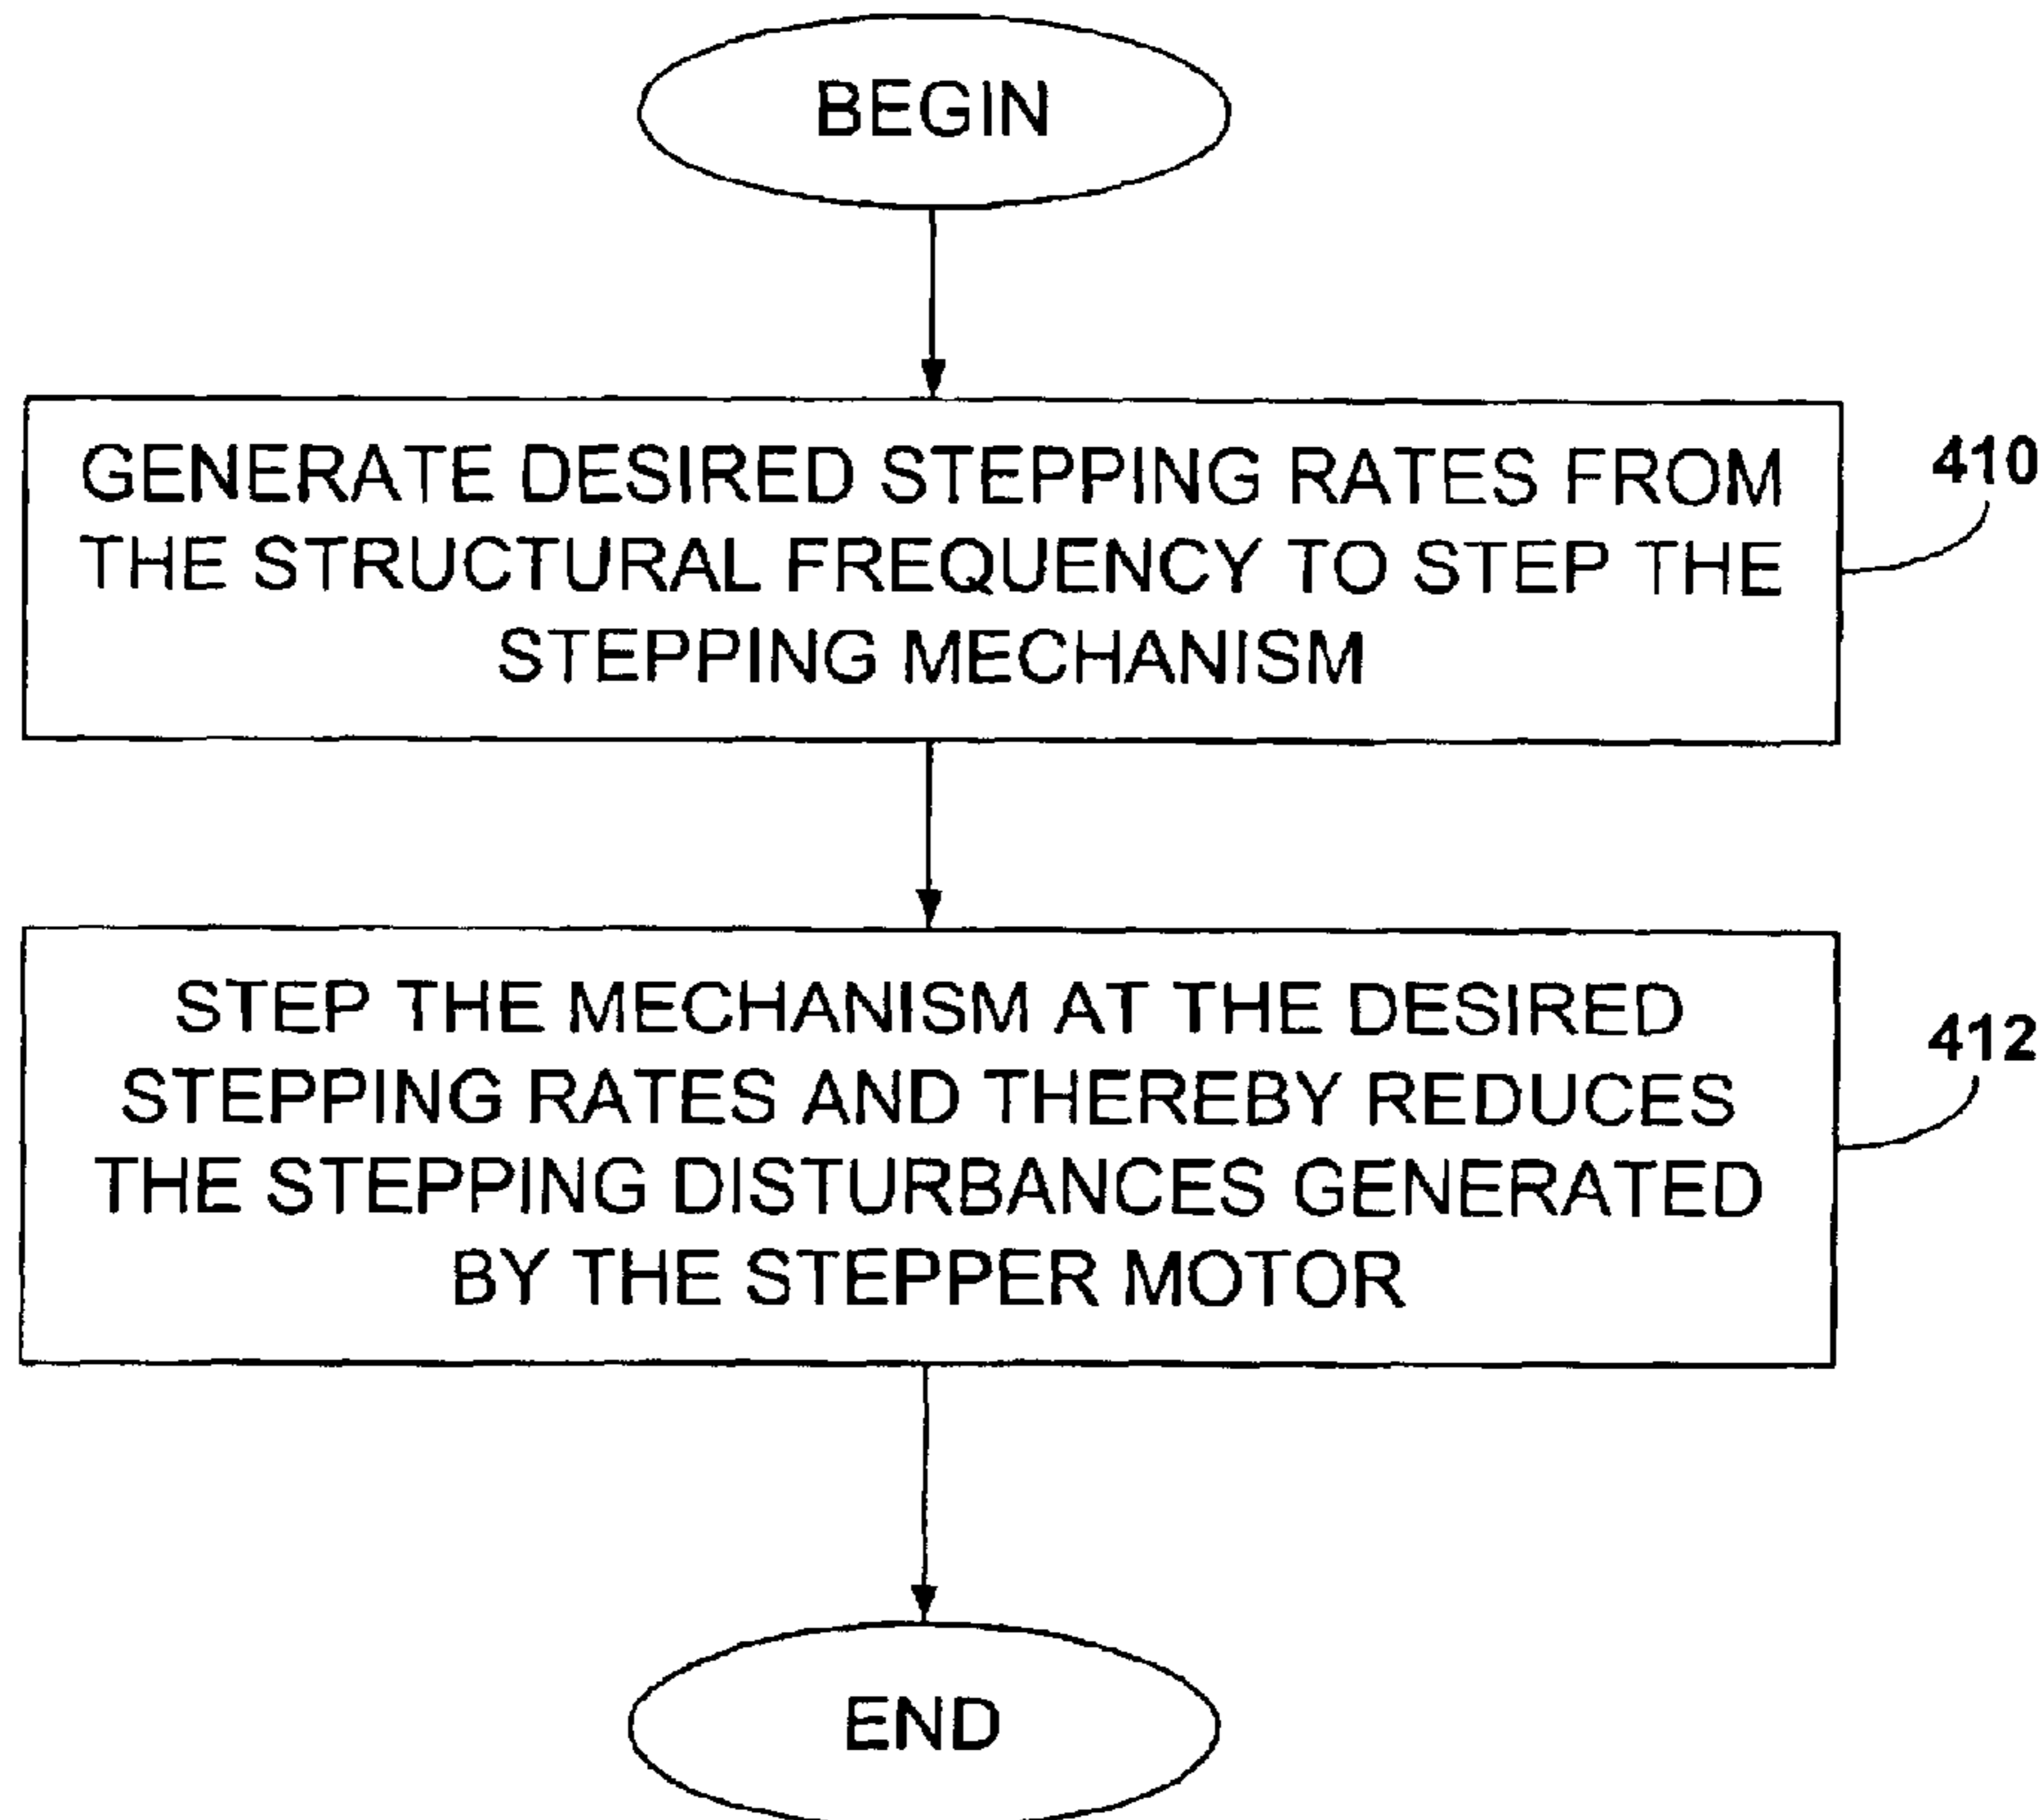 BEGIN
GENERATE DESIRED STEPPING RATES FROM
THE STRUCTURAL FREQUENCY TO STEP THE
STEPPING MECHANISM
410
STEP THE MECHANISM AT THE DESIRED
STEPPING RATES AND THEREBY REDUCES
THE STEPPING DISTURBANCES GENERATED
BY THE STEPPER MOTOR
412
END